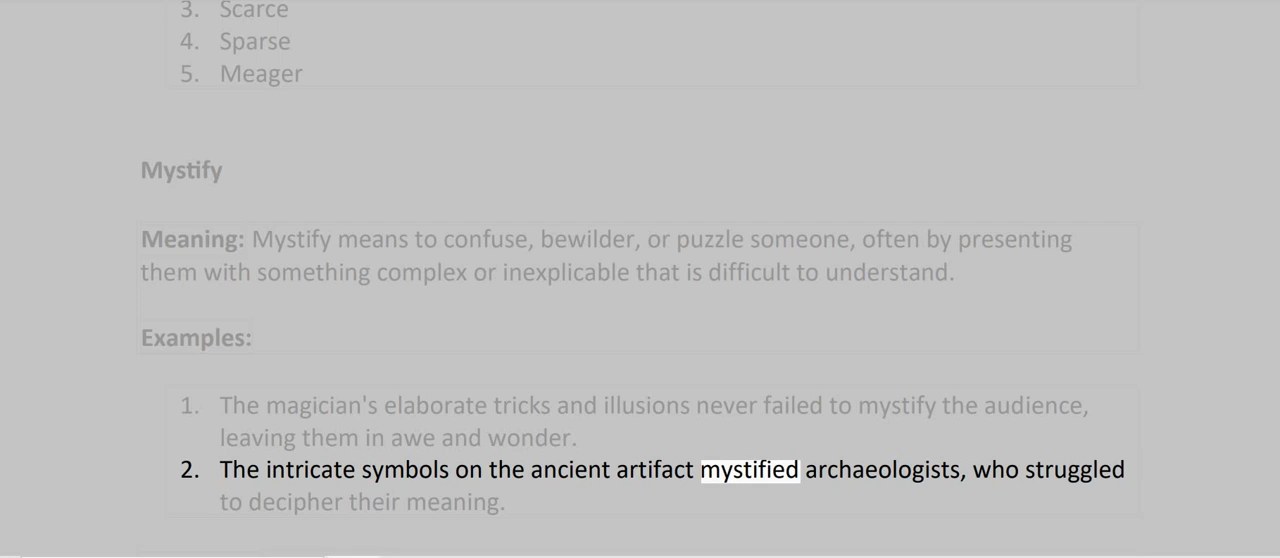 3. Scarce
4. Sparse
5. Meager
Mystify
Meaning: Mystify means to confuse, bewilder, or puzzle someone, often by presenting
them with something complex or inexplicable that is difficult to understand.
Examples:
1. The magician's elaborate tricks and illusions never failed to mystify the audience,
leaving them in awe and wonder.
2. The intricate symbols on the ancient artifact mystified archaeologists, who struggled
to decipher their meaning.